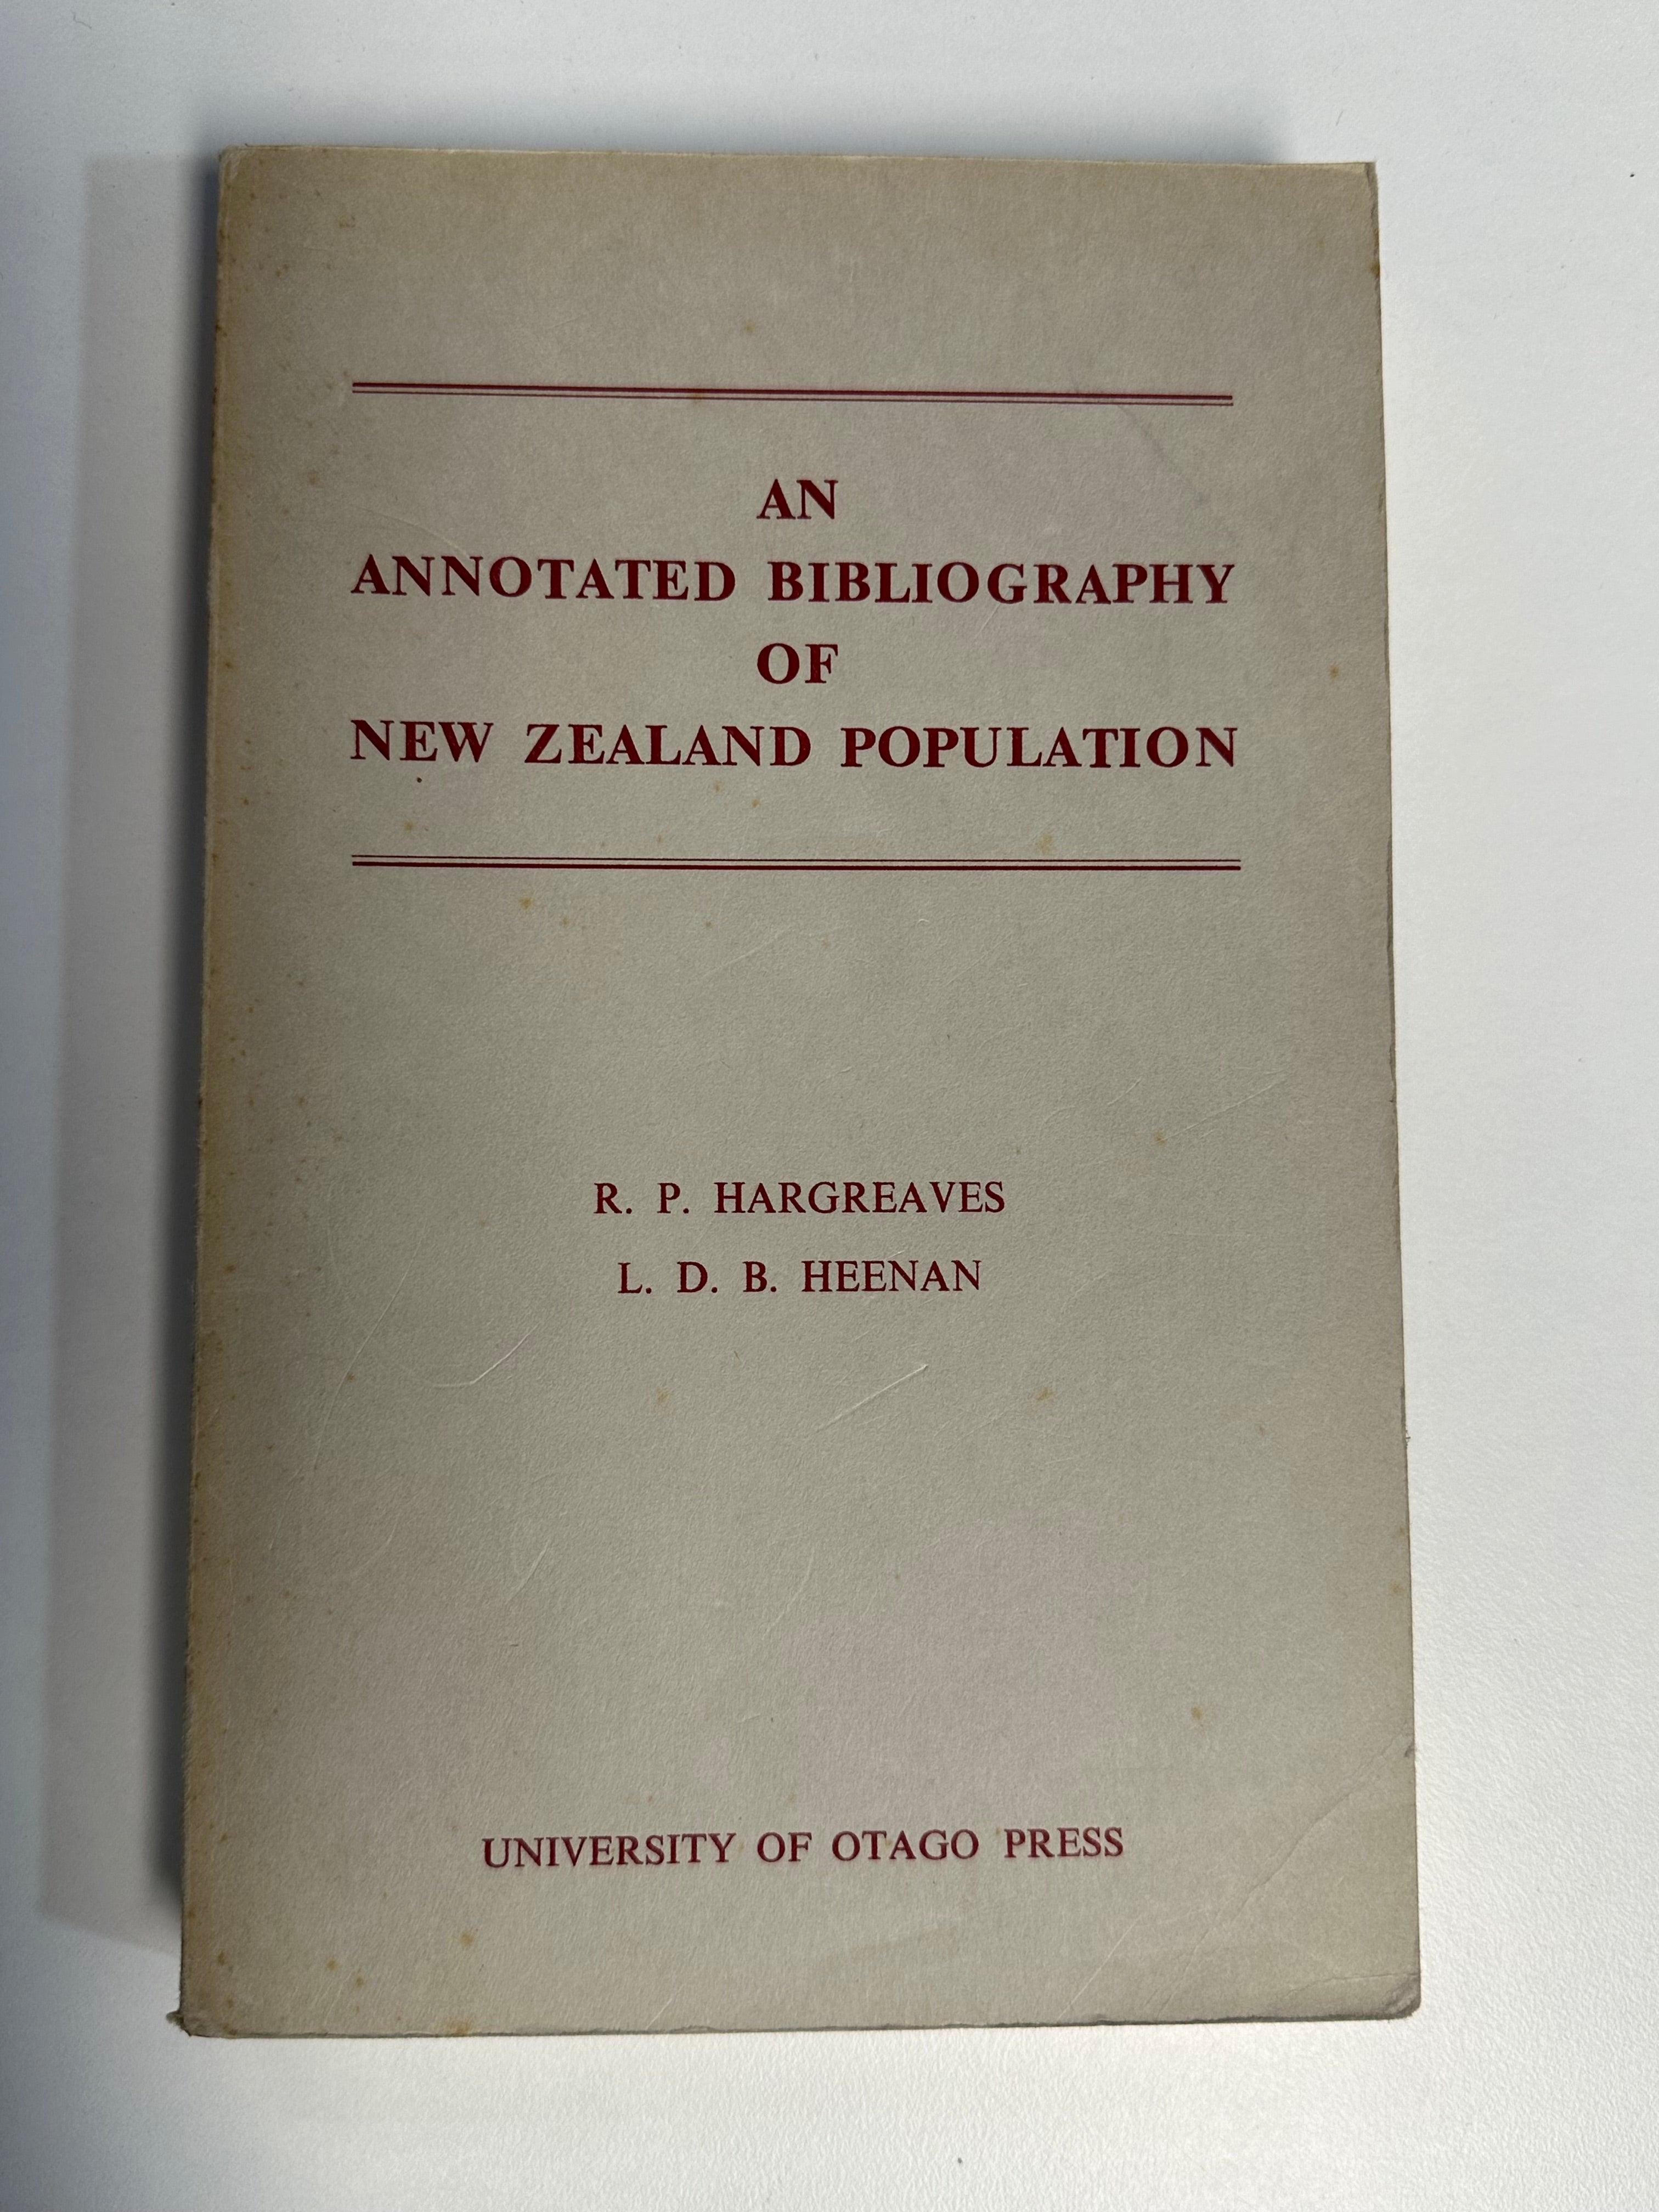 AN
ANNOTATED BIBLIOGRAPHY
OF
NEW ZEALAND POPULATION
R. P. HARGREAVES
L. D. B. HEENAN
UNIVERSITY OF OTAGO PRESS